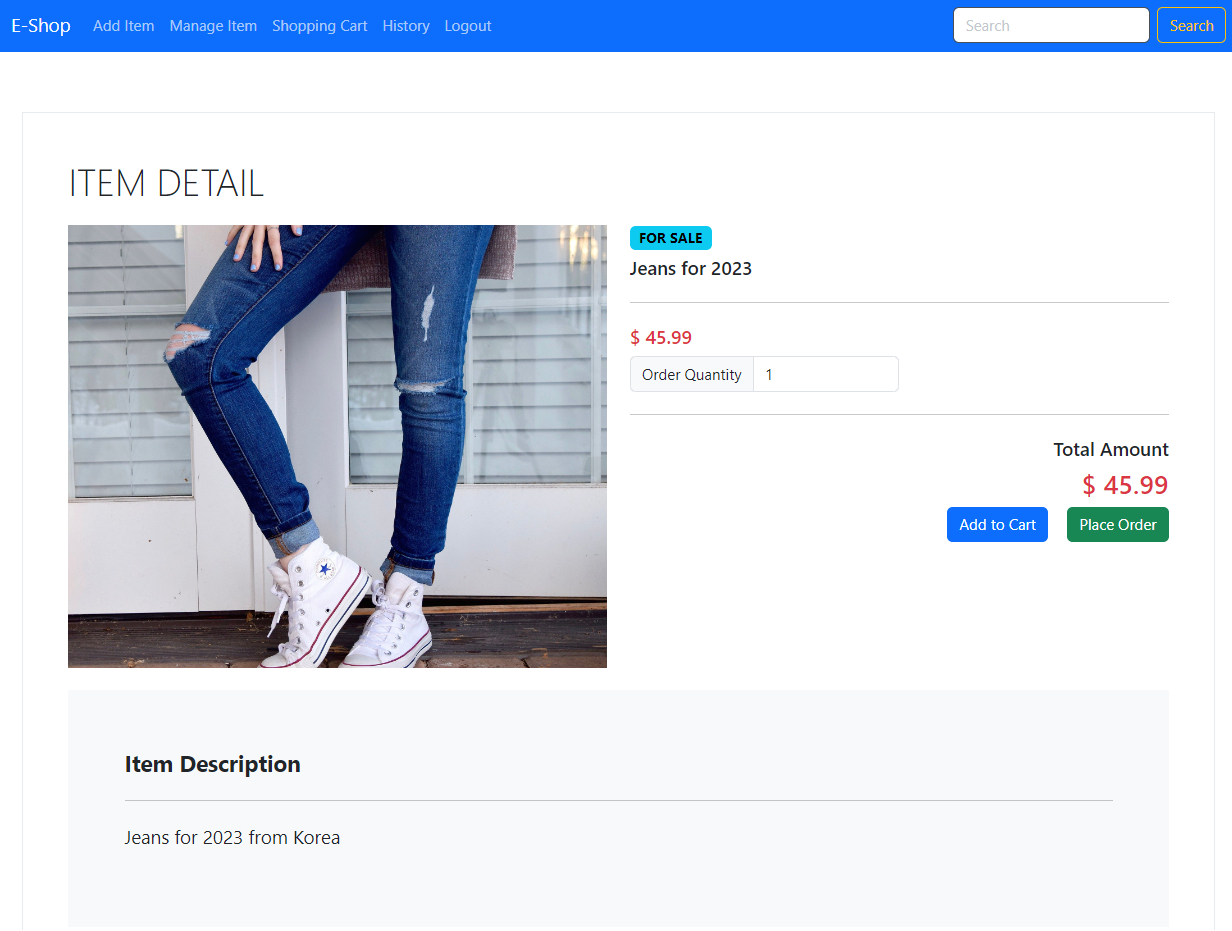 E-Shop Add Item Manage Item Shopping Cart History Logout Search Search
ITEM DETAIL
FOR SALE
Jeans for 2023
$ 45.99
Order Quantity 1
Total Amount
$ 45.99
Add to Cart Place Order
Item Description
Jeans for 2023 from Korea